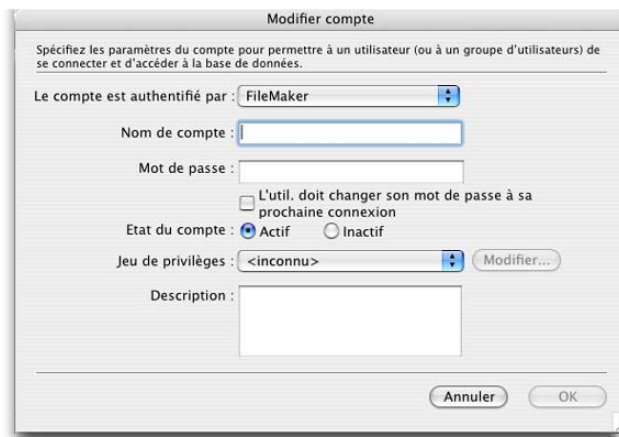 Modifier compte
Spécifiez les paramètres du compte pour permettre à un utilisateur (ou à un groupe d'utilisateurs) de
se connecter et d'accéder à la base de données.
Le compte est authentifié par : FileMaker
Nom de compte :
Mot de passe :
L'util. doit changer son mot de passe à sa
prochaine connexion
Etat du compte : Actif Inactif
Jeu de privilèges : <inconnu> Modifier...
Description :
Annuler OK